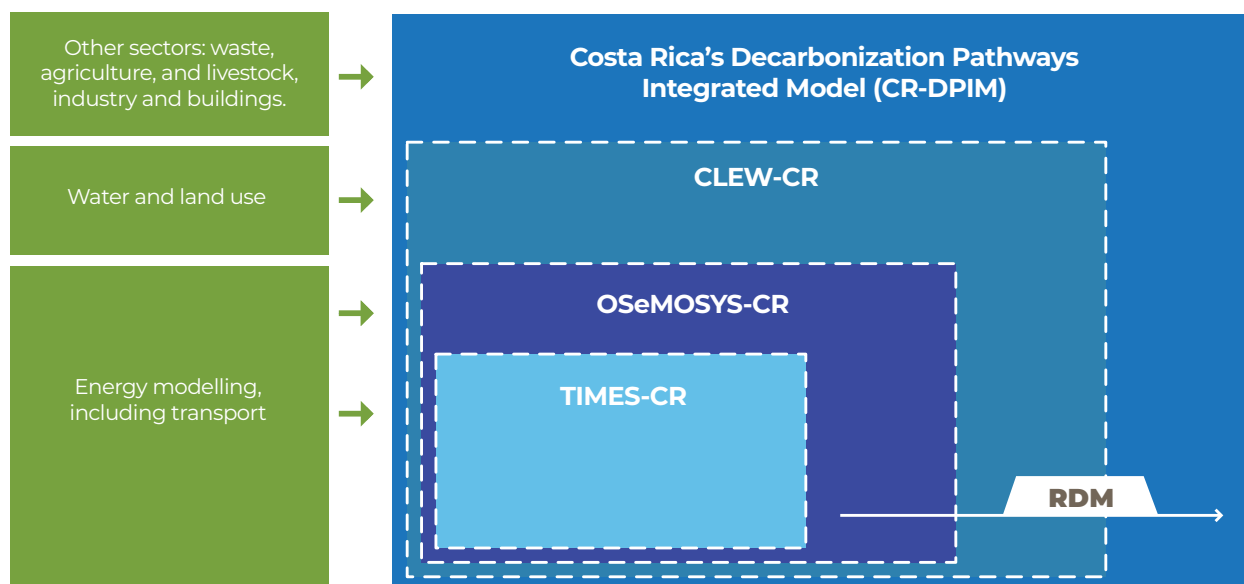 Other sectors: waste,
agriculture, and livestock,
industry and buildings.
Water and land use
Energy modelling,
including transport
Costa Rica's Decarbonization Pathways
Integrated Model (CR-DPIM)
CLEW-CR
OSeMOSYS-CR
TIMES-CR
RDM